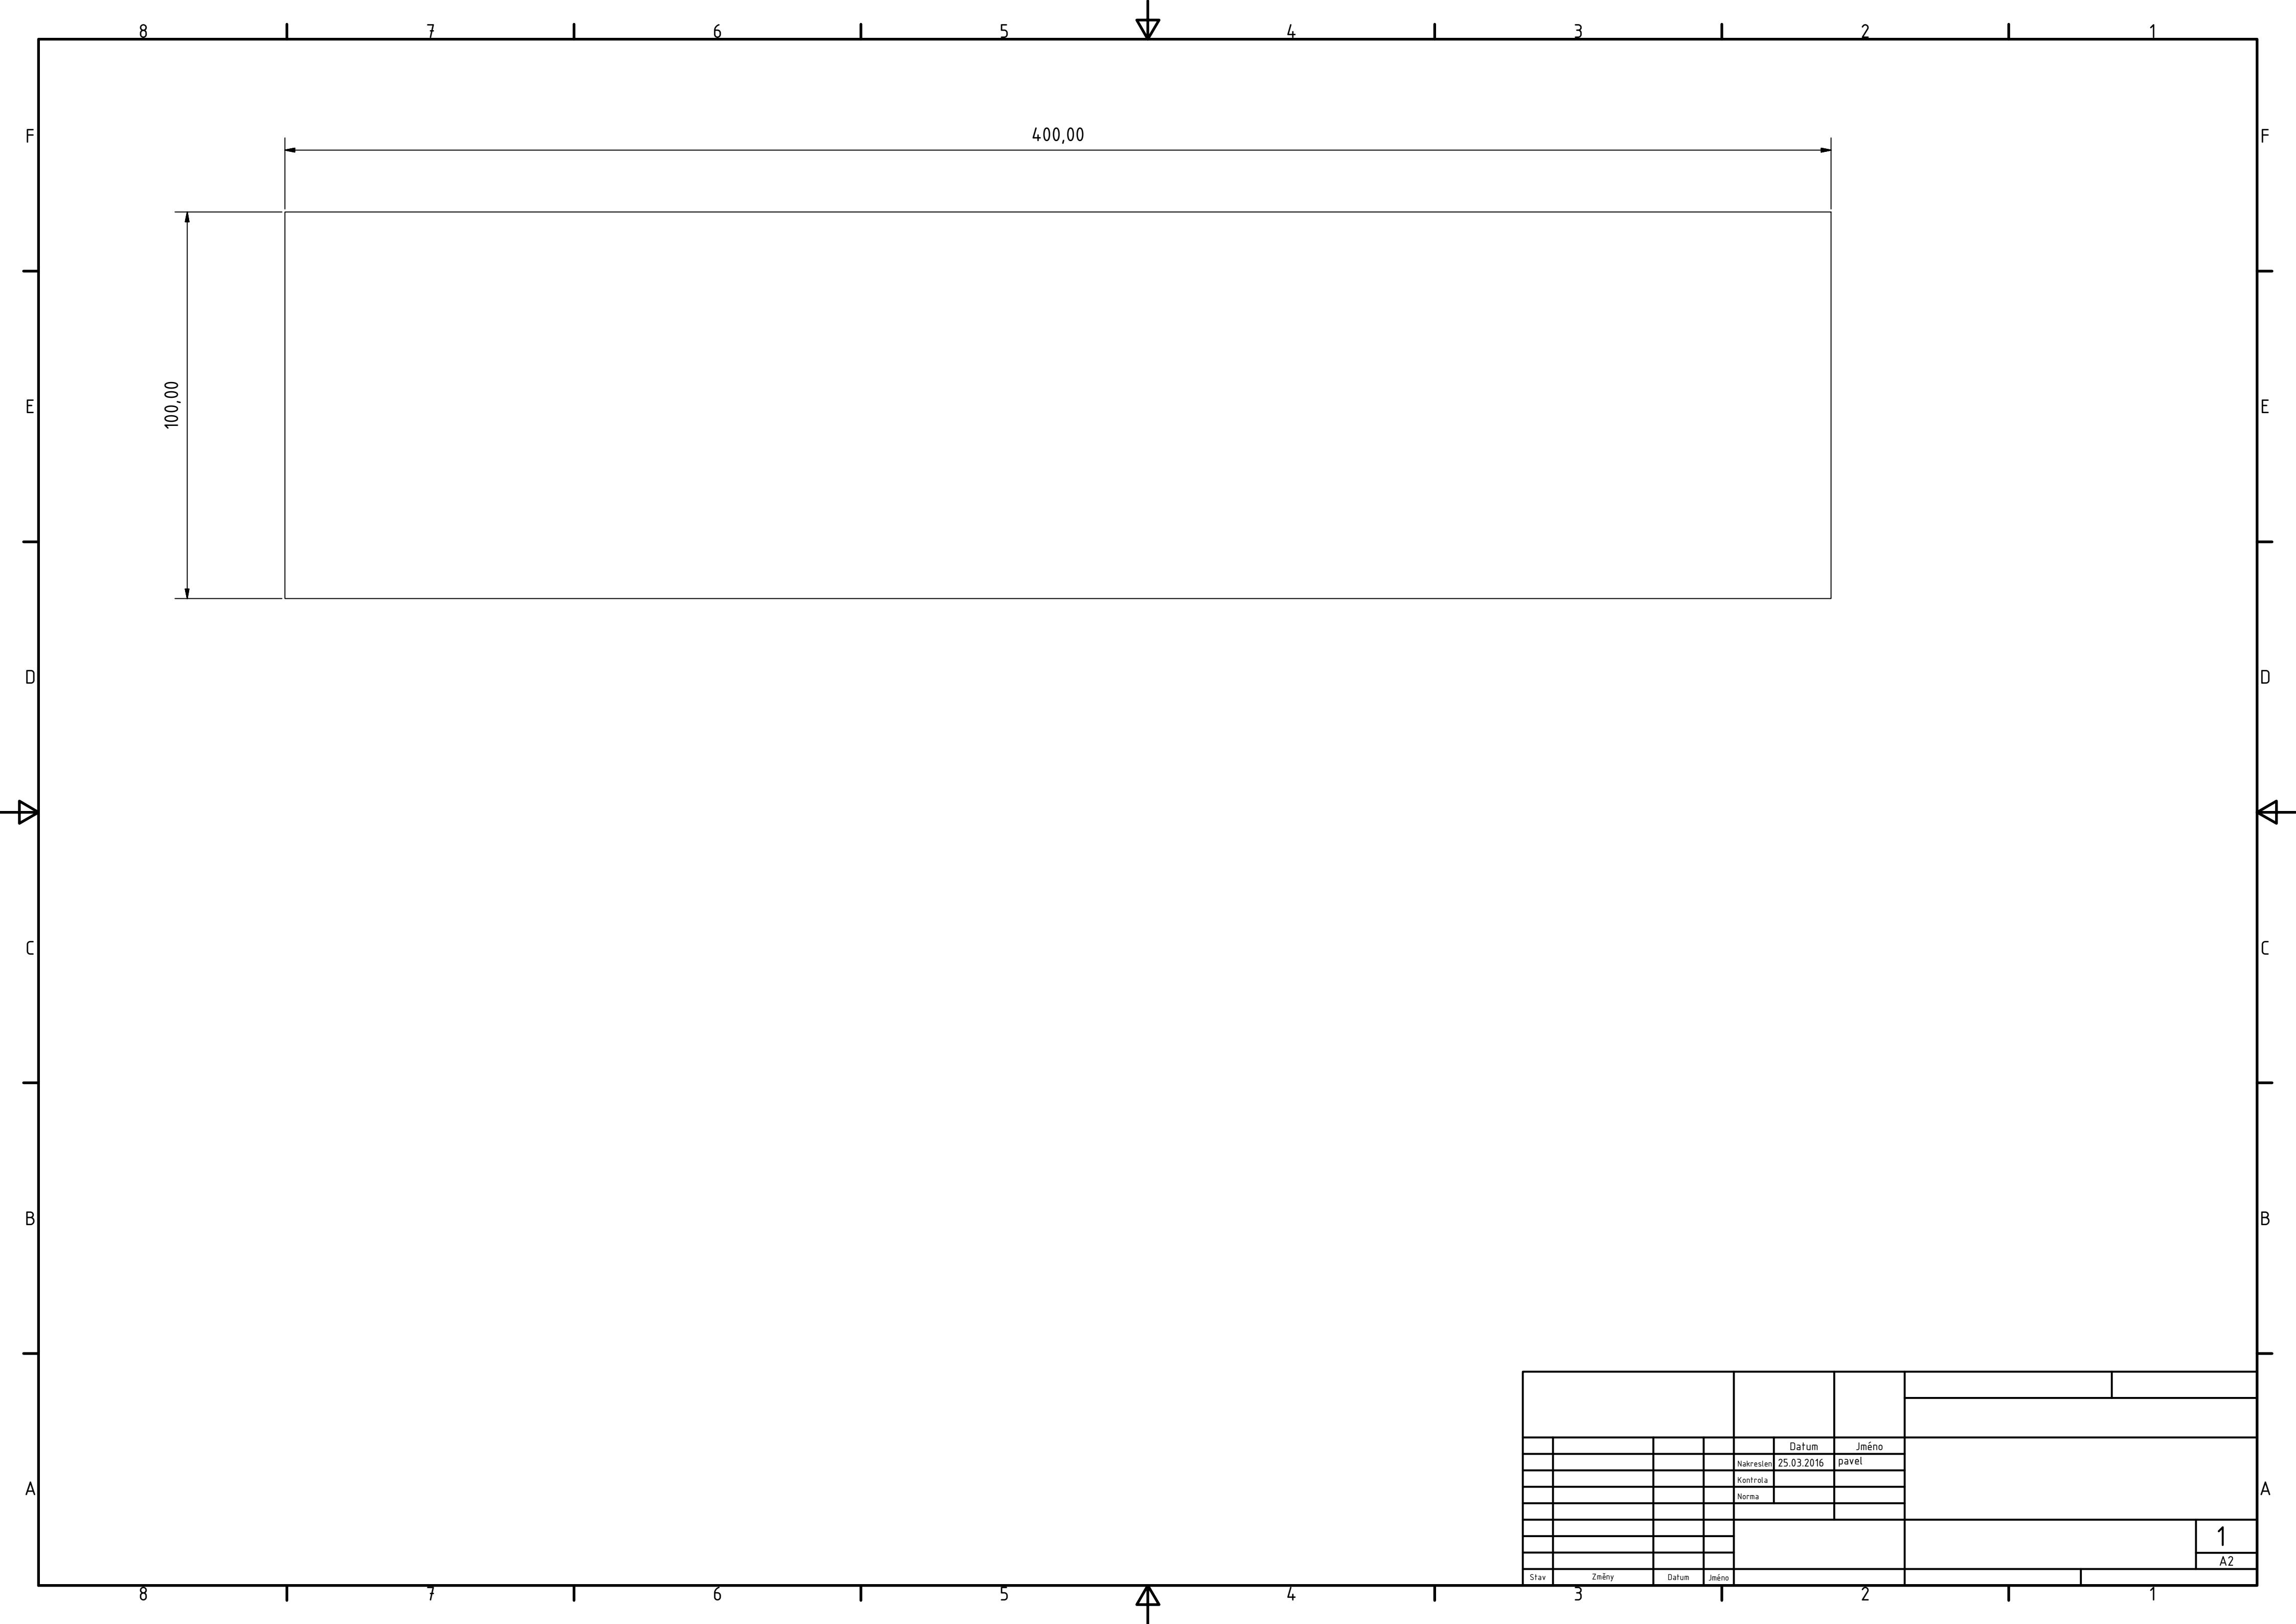 8 7 6 5 4 3 2 1
F F
400,00
E E
100,00
D D
C C
B B
Datum Jméno
Nakreslen 25.03.2016 pavel
Kontrola
A A
Norma
1
A2
Stav Změny Datum Jméno
8 7 6 5 4 3 2 1